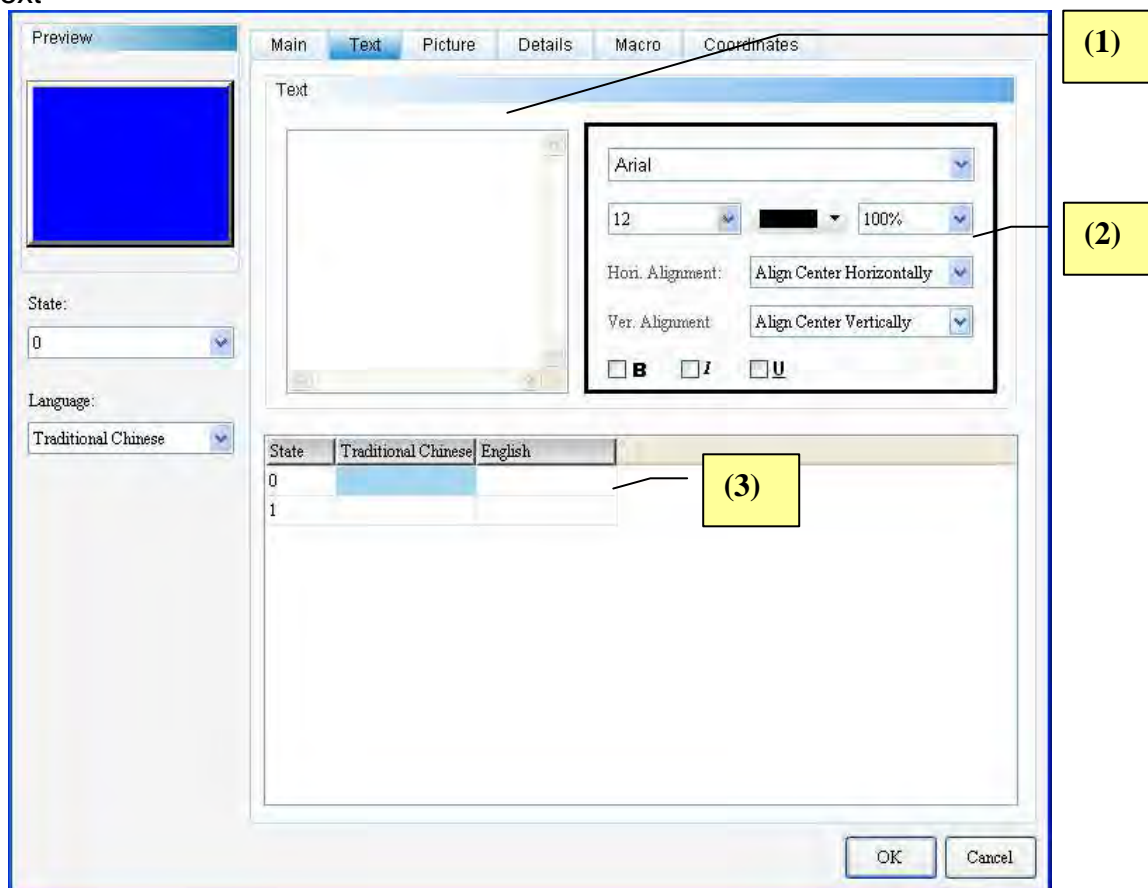 Preview
Main Text Picture Details Macro Coordinates
(1)
Text
Arial
12 100%
(2)
Hori. Alignment: Align Center Horizontally
State:
Ver. Alignment Align Center Vertically
0
B I U
Language:
Traditional Chinese
State Traditional Chinese English
0
(3)
1
OK Cancel